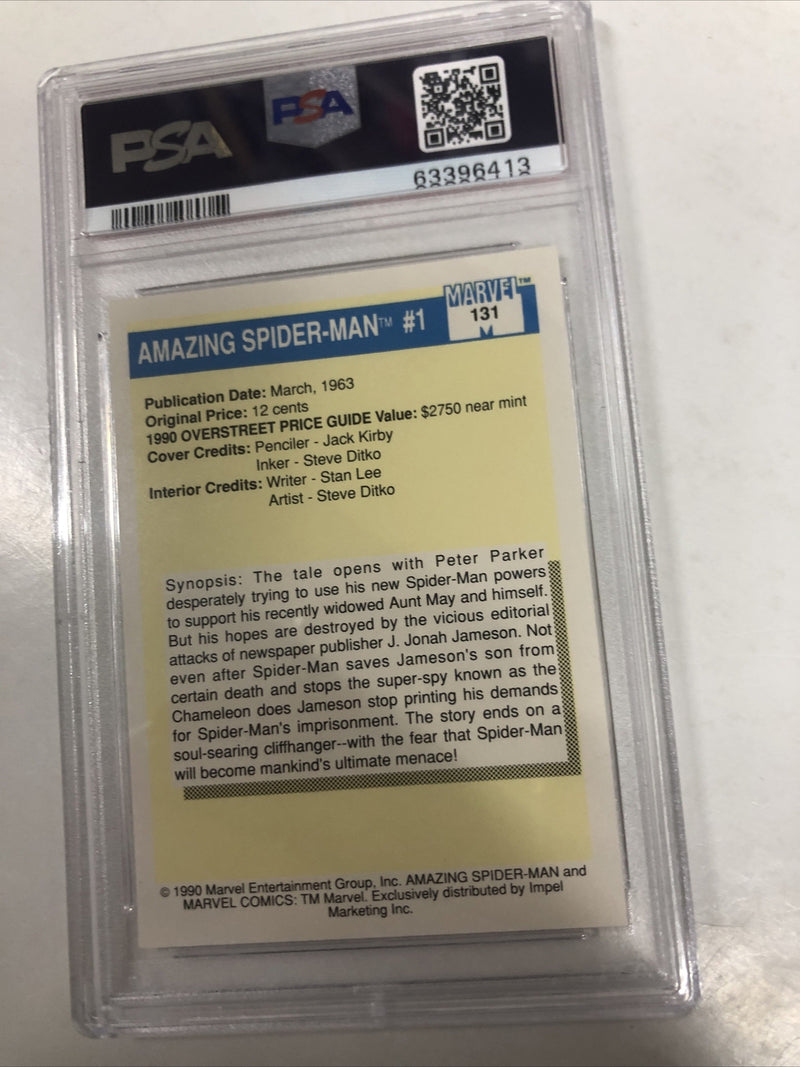 PSA
PSA
63396413
MARVEL™
AMAZING SPIDER-MAN™ #1
131
Publication Date: March, 1963
Original Price: 12 cents
1990 OVERSTREET PRICE GUIDE Value: $2750 near mint
Cover Credits: Penciler - Jack Kirby
Inker - Steve Ditko
Interior Credits: Writer - Stan Lee
Artist - Steve Ditko
Synopsis: The tale opens with Peter Parker
desperately trying to use his new Spider-Man powers
to support his recently widowed Aunt May and himself.
But his hopes are destroyed by the vicious editorial
attacks of newspaper publisher J. Jonah Jameson. Not
even after Spider-Man saves Jameson's son from
certain death and stops the super-spy known as the
Chameleon does Jameson stop printing his demands
for Spider-Man's imprisonment. The story ends on a
soul-searing cliffhanger--with the fear that Spider-Man
will become mankind's ultimate menace!
© 1990 Marvel Entertainment Group, Inc. AMAZING SPIDER-MAN and
MARVEL COMICS: TM Marvel. Exclusively distributed by Impel
Marketing Inc.